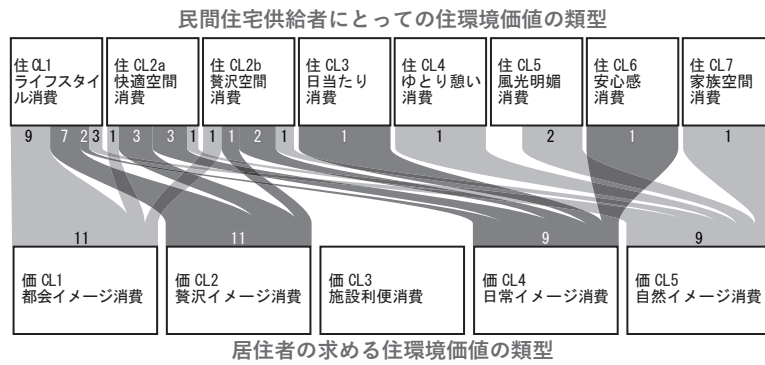 民間住宅供給者にとっての住環境価値の類型
住 CL1
ライフスタイ
ル消費
住 CL2a
快適空間
消費
住 CL2b
贅沢空間
消費
住 CL3
日当たり
消費
住 CL4
ゆとり憩い
消費
住 CL5
風光明媚
消費
住 CL6
安心感
消費
住 CL7
家族空間
消費
9 7 2 3 1 3 3 1 1 1 2 1 1 1 2 1 1
11 11 9 9
価 CL1
都会イメージ消費
価 CL2
贅沢イメージ消費
価 CL3
施設利便消費
価 CL4
日常イメージ消費
価 CL5
自然イメージ消費
居住者の求める住環境価値の類型